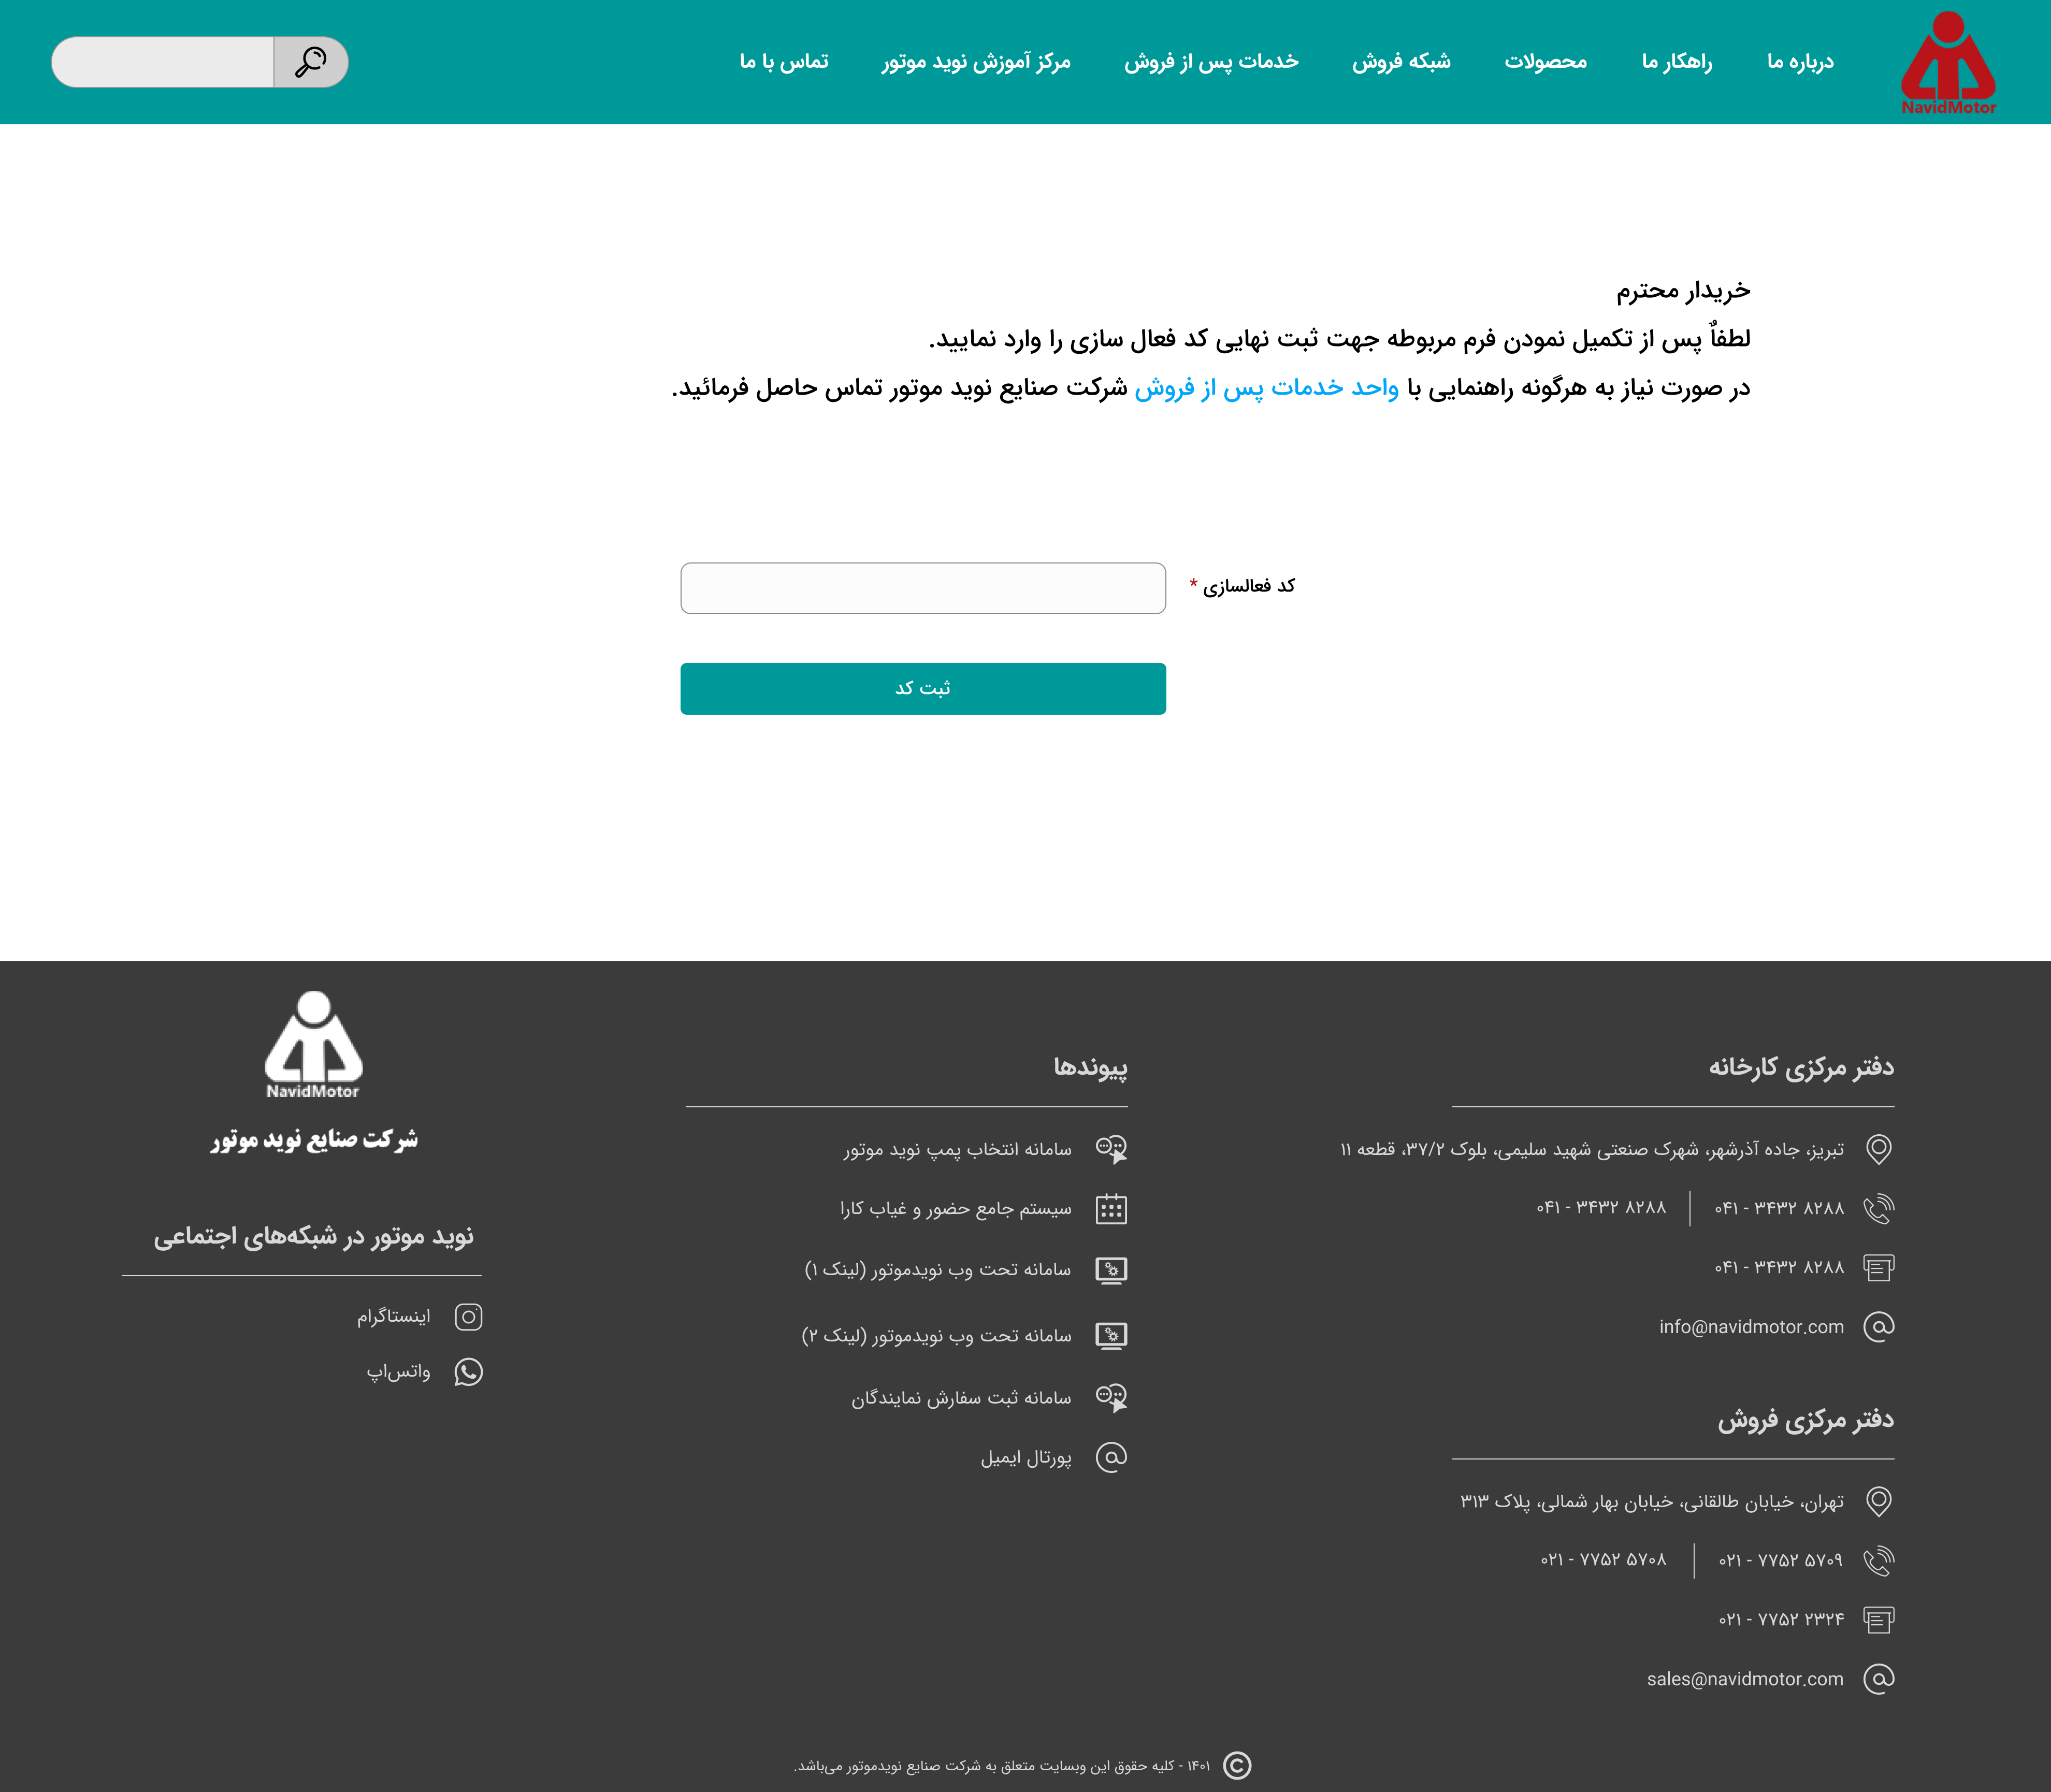 NavidMotor
درباره ما
راهکار ما
محصولات
شبکه فروش
خدمات پس از فروش
مرکز آموزش نوید موتور
تماس با ما
خریدار محترم
لطفاً پس از تکمیل نمودن فرم مربوطه جهت ثبت نهایی کد فعال سازی را وارد نمایید.
در صورت نیاز به هرگونه راهنمایی با واحد خدمات پس از فروش شرکت صنایع نوید موتور تماس حاصل فرمائید.
کد فعالسازی *
ثبت کد
دفتر مرکزی کارخانه
تبریز، جاده آذرشهر، شهرک صنعتی شهید سلیمی، بلوک ۳۷/۲، قطعه ۱۱
۰۴۱ - ۳۴۳۲ ۸۲۸۸
۰۴۱ - ۳۴۳۲ ۸۲۸۸
۰۴۱ - ۳۴۳۲ ۸۲۸۸
info@navidmotor.com
دفتر مرکزی فروش
تهران، خیابان طالقانی، خیابان بهار شمالی، پلاک ۳۱۳
۰۲۱ - ۷۷۵۲ ۵۷۰۹
۰۲۱ - ۷۷۵۲ ۵۷۰۸
۰۲۱ - ۷۷۵۲ ۲۳۲۴
sales@navidmotor.com
پیوندها
سامانه انتخاب پمپ نوید موتور
سیستم جامع حضور و غیاب کارا
سامانه تحت وب نویدموتور (لینک ۱)
سامانه تحت وب نویدموتور (لینک ۲)
سامانه ثبت سفارش نمایندگان
پورتال ایمیل
NavidMotor
شرکت صنایع نوید موتور
نوید موتور در شبکه‌های اجتماعی
اینستاگرام
واتس‌اپ
© ۱۴۰۱ - کلیه حقوق این وبسایت متعلق به شرکت صنایع نویدموتور می‌باشد.